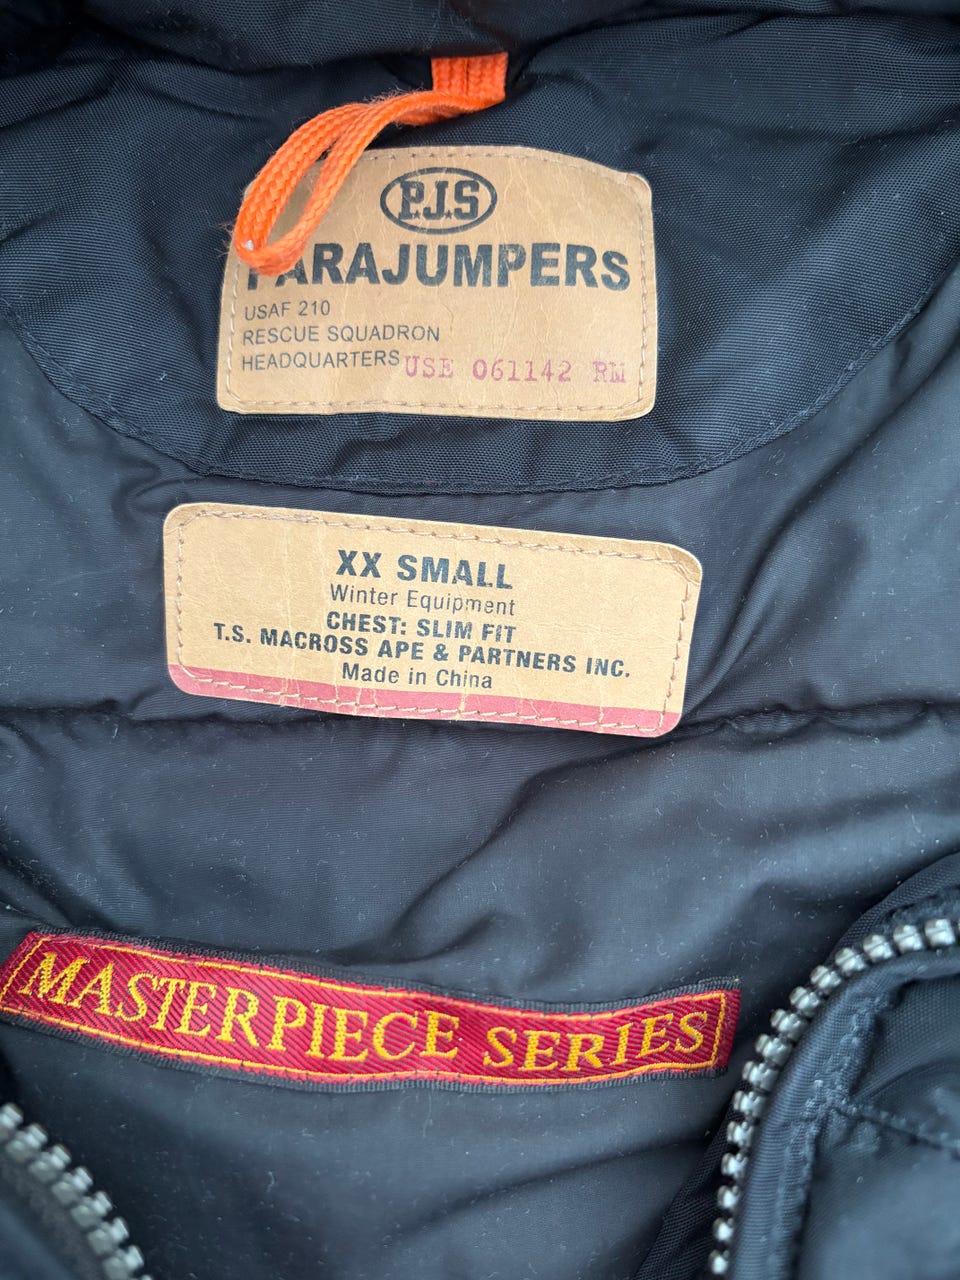 P.J.S
PARAJUMPERS
USAF 210
RESCUE SQUADRON
HEADQUARTERS USE 061142 RM
XX SMALL
Winter Equipment
CHEST: SLIM FIT
T.S. MACROSS APE & PARTNERS INC.
Made in China
MASTERPIECE SERIES